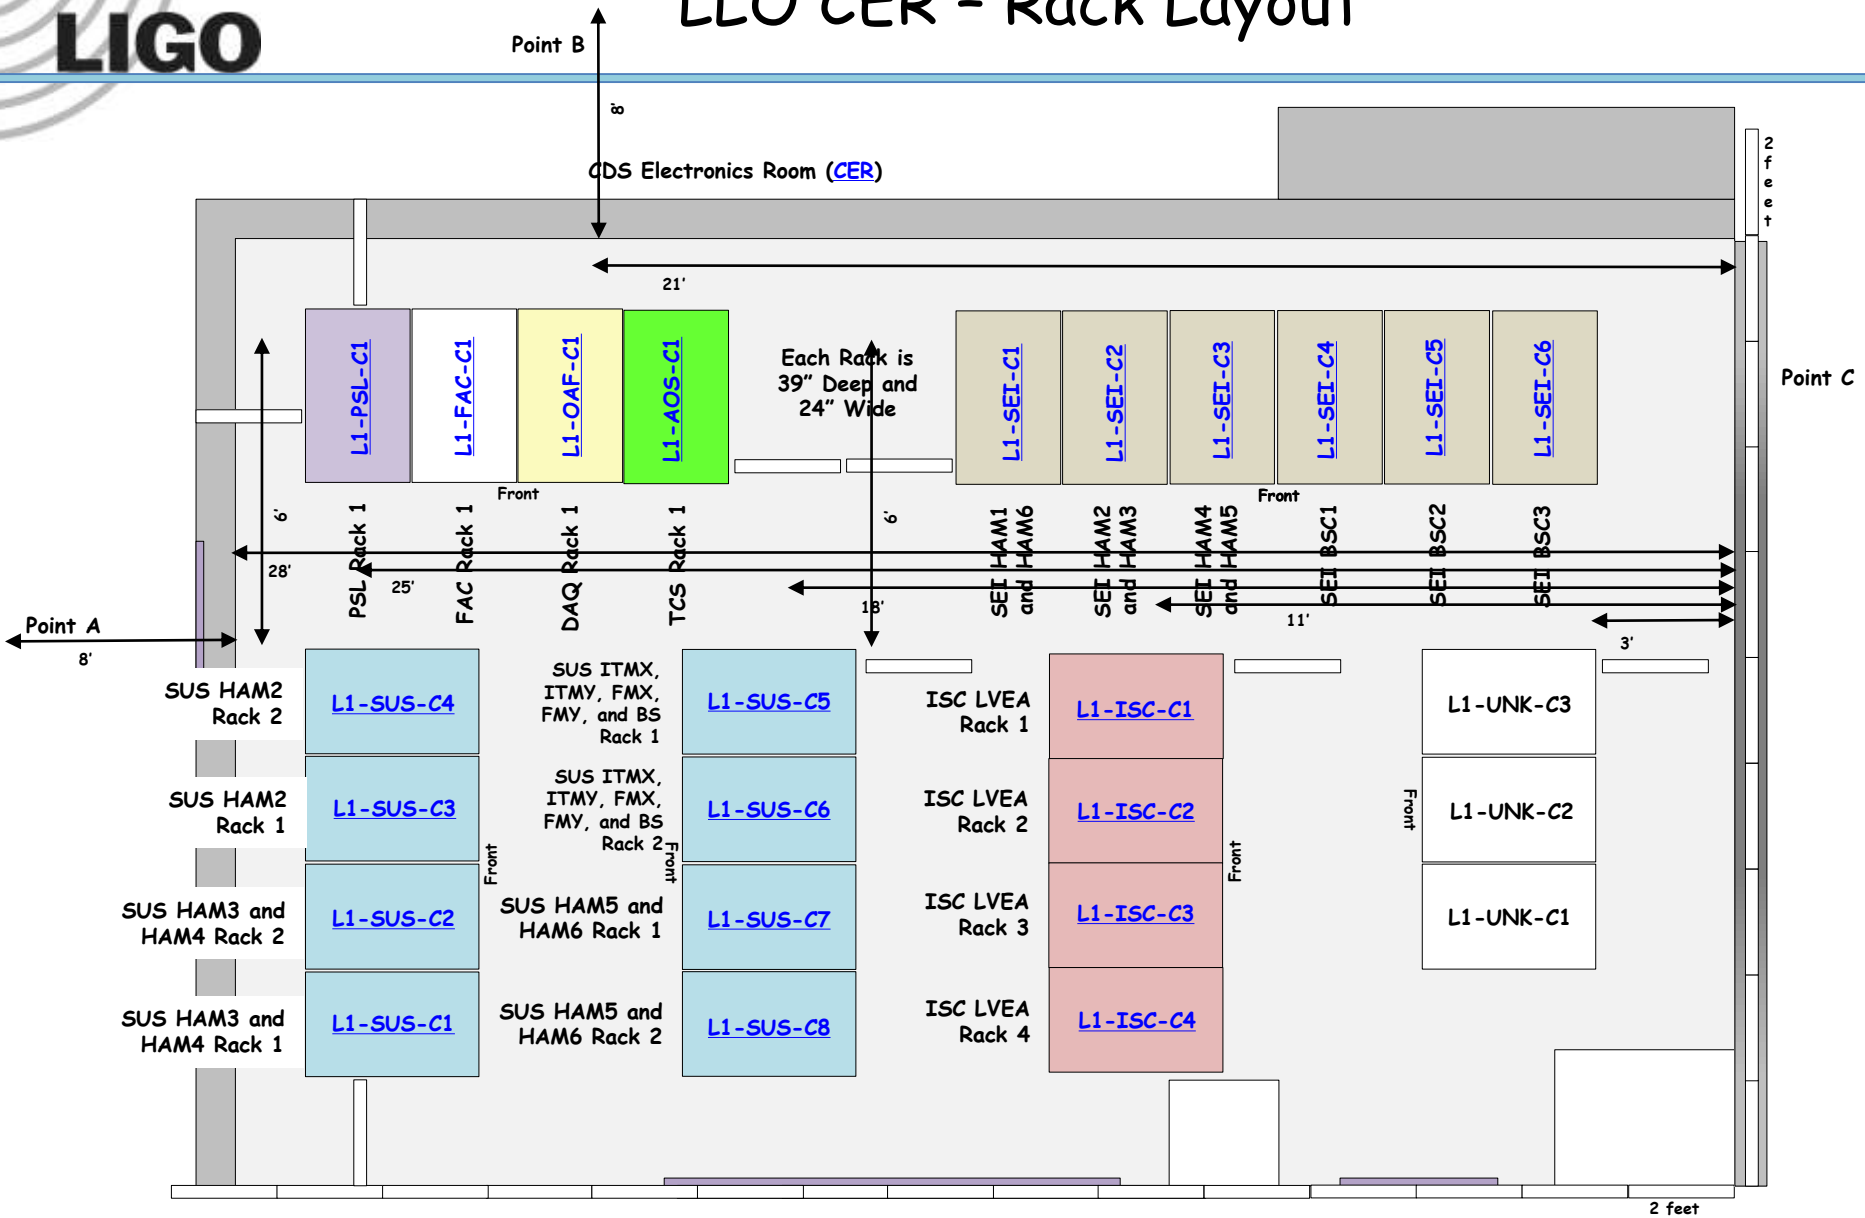 LIGO
LLO CER – Rack Layout
Point B
8'
CDS Electronics Room (CER)
2 feet
21'
L1-PSL-C1
L1-FAC-C1
L1-OAF-C1
L1-AOS-C1
Each Rack is
39” Deep and
24” Wide
L1-SEI-C1
L1-SEI-C2
L1-SEI-C3
L1-SEI-C4
L1-SEI-C5
L1-SEI-C6
Point C
Front
Front
6'
6'
PSL Rack 1
FAC Rack 1
DAQ Rack 1
TCS Rack 1
SEI HAM1
and HAM6
SEI HAM2
and HAM3
SEI HAM4
and HAM5
SEI BSC1
SEI BSC2
SEI BSC3
28'
25'
18'
11'
3'
Point A
8'
SUS HAM2
Rack 2
L1-SUS-C4
SUS ITMX,
ITMY, FMX,
FMY, and BS
Rack 1
L1-SUS-C5
ISC LVEA
Rack 1
L1-ISC-C1
L1-UNK-C3
SUS HAM2
Rack 1
L1-SUS-C3
SUS ITMX,
ITMY, FMX,
FMY, and BS
Rack 2
L1-SUS-C6
ISC LVEA
Rack 2
L1-ISC-C2
Front
L1-UNK-C2
Front
Front
Front
SUS HAM3 and
HAM4 Rack 2
L1-SUS-C2
SUS HAM5 and
HAM6 Rack 1
L1-SUS-C7
ISC LVEA
Rack 3
L1-ISC-C3
L1-UNK-C1
SUS HAM3 and
HAM4 Rack 1
L1-SUS-C1
SUS HAM5 and
HAM6 Rack 2
L1-SUS-C8
ISC LVEA
Rack 4
L1-ISC-C4
2 feet